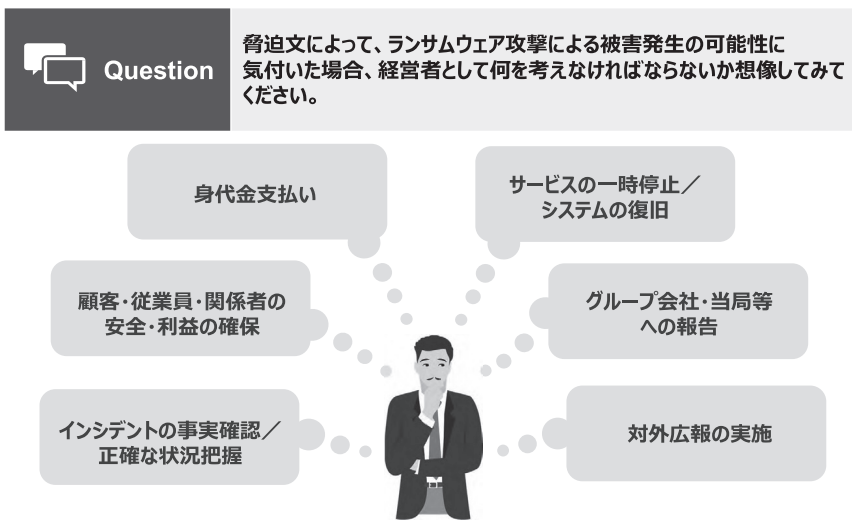 Question
脅迫文によって、ランサムウェア攻撃による被害発生の可能性に
気付いた場合、経営者として何を考えなければならないか想像してみて
ください。
身代金支払い
サービスの一時停止／
システムの復旧
顧客・従業員・関係者の
安全・利益の確保
グループ会社・当局等
への報告
インシデントの事実確認／
正確な状況把握
対外広報の実施